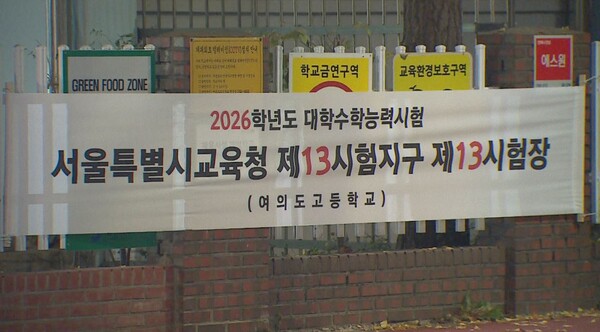 GREEN FOOD ZONE
학교금연구역
교육환경보호구역
에스원
2026학년도 대학수학능력시험
서울특별시교육청 제13시험지구 제13시험장
(여의도고등학교)